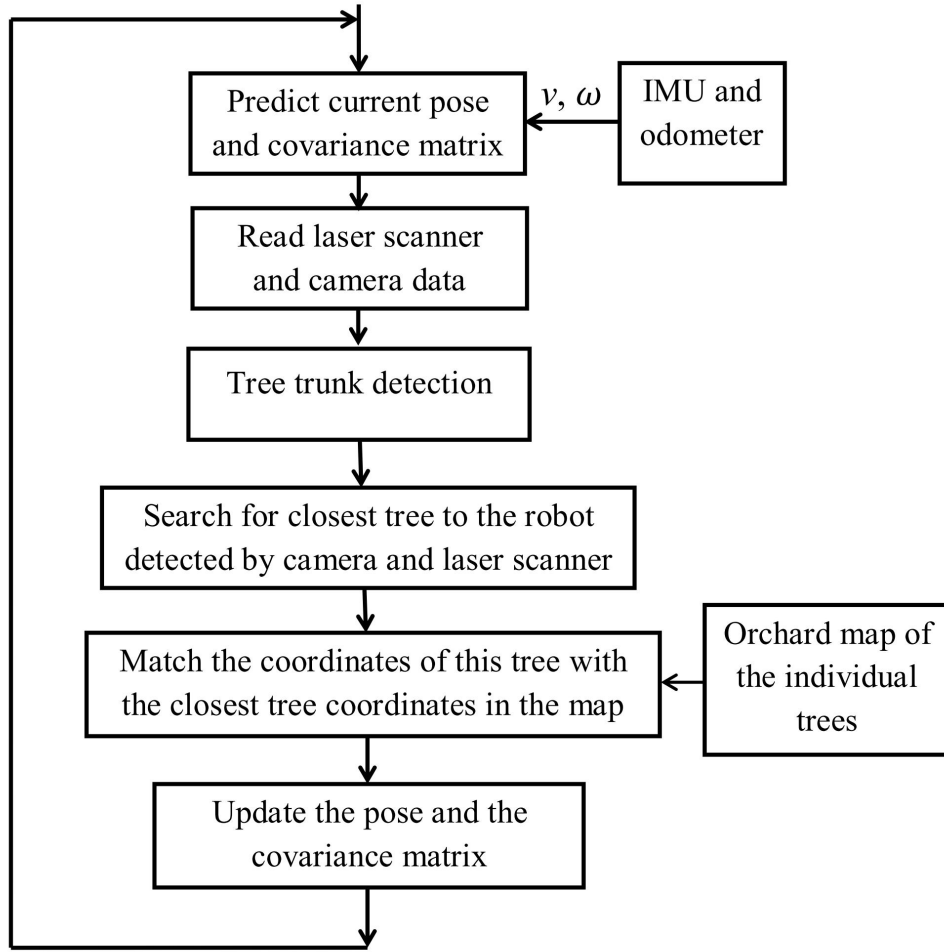 Predict current pose
and covariance matrix
v, ω
IMU and
odometer
Read laser scanner
and camera data
Tree trunk detection
Search for closest tree to the robot
detected by camera and laser scanner
Match the coordinates of this tree with
the closest tree coordinates in the map
Orchard map of
the individual
trees
Update the pose and the
covariance matrix